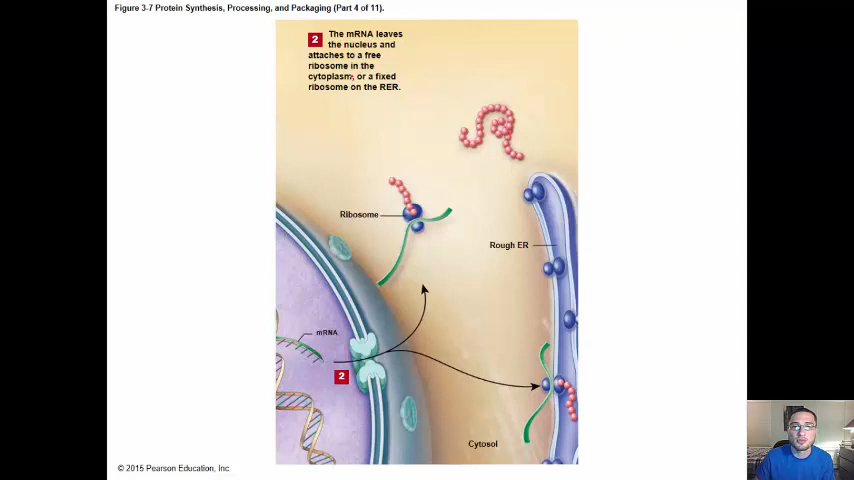 Figure 3-7 Protein Synthesis, Processing, and Packaging (Part 4 of 11).
2 The mRNA leaves
the nucleus and
attaches to a free
ribosome in the
cytoplasm, or a fixed
ribosome on the RER.
Ribosome
Rough ER
mRNA
2
Cytosol
© 2015 Pearson Education, Inc.